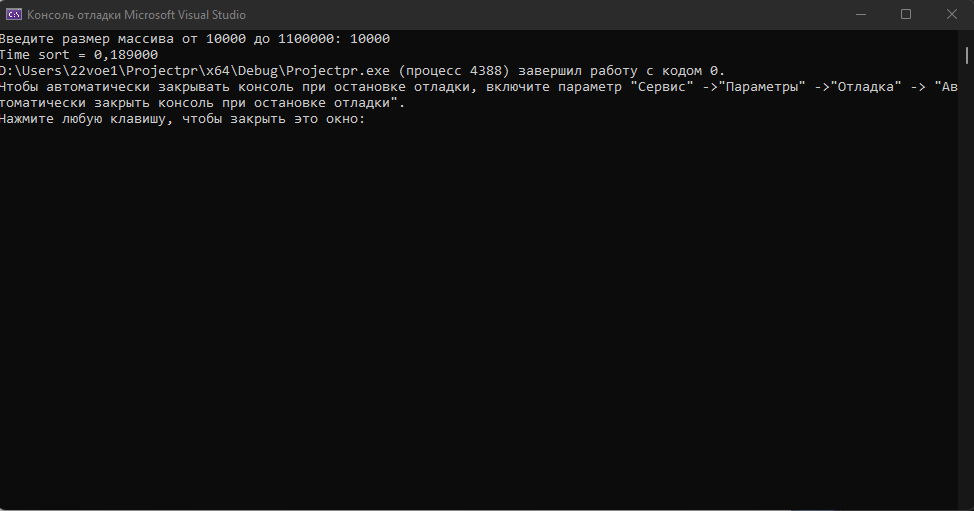 Консоль отладки Microsoft Visual Studio
Введите размер массива от 10000 до 1100000: 10000
Time sort = 0,189000
D:\Users\22voe1\Projectpr\x64\Debug\Projectpr.exe (процесс 4388) завершил работу с кодом 0.
Чтобы автоматически закрывать консоль при остановке отладки, включите параметр "Сервис" ->"Параметры" ->"Отладка" -> "Ав
томатически закрыть консоль при остановке отладки".
Нажмите любую клавишу, чтобы закрыть это окно: